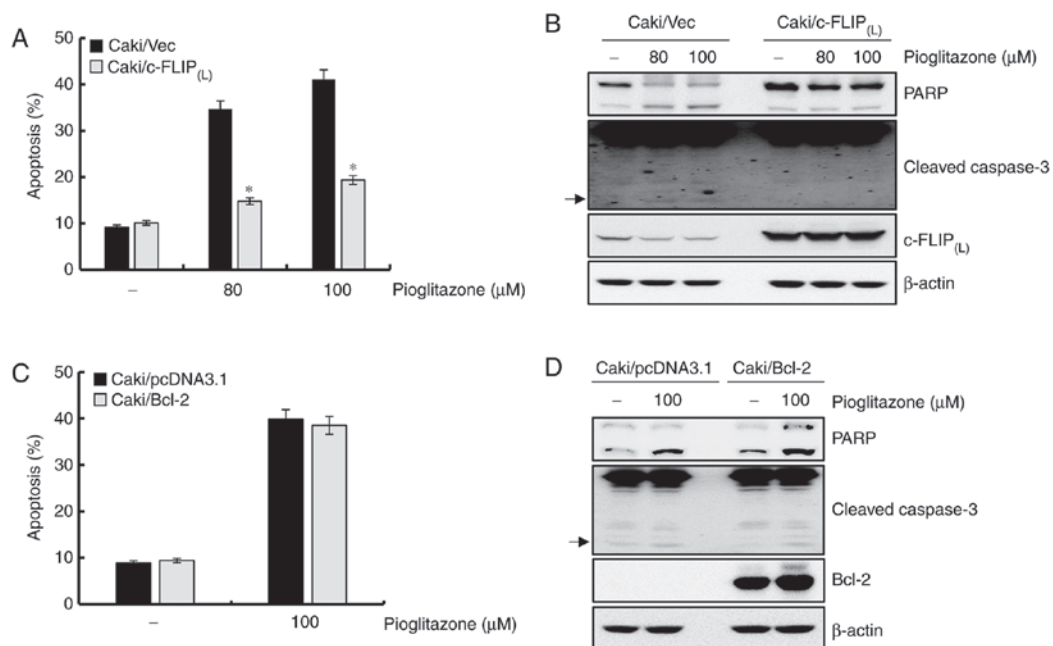 A
50
40
30
20
10
0
Apoptosis (%)
Caki/Vec
Caki/c-FLIP(L)
*
*
– 80 100 Pioglitazone (μM)
B
Caki/Vec Caki/c-FLIP(L)
– 80 100 – 80 100 Pioglitazone (μM)
PARP
Cleaved caspase-3
c-FLIP(L)
β-actin
C
50
40
30
20
10
0
Apoptosis (%)
Caki/pcDNA3.1
Caki/Bcl-2
– 100 Pioglitazone (μM)
D
Caki/pcDNA3.1 Caki/Bcl-2
– 100 – 100 Pioglitazone (μM)
PARP
Cleaved caspase-3
Bcl-2
β-actin